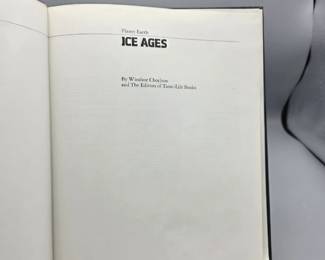 Planet Earth
ICE AGES
By Windsor Chorlton
and The Editors of Time-Life Books